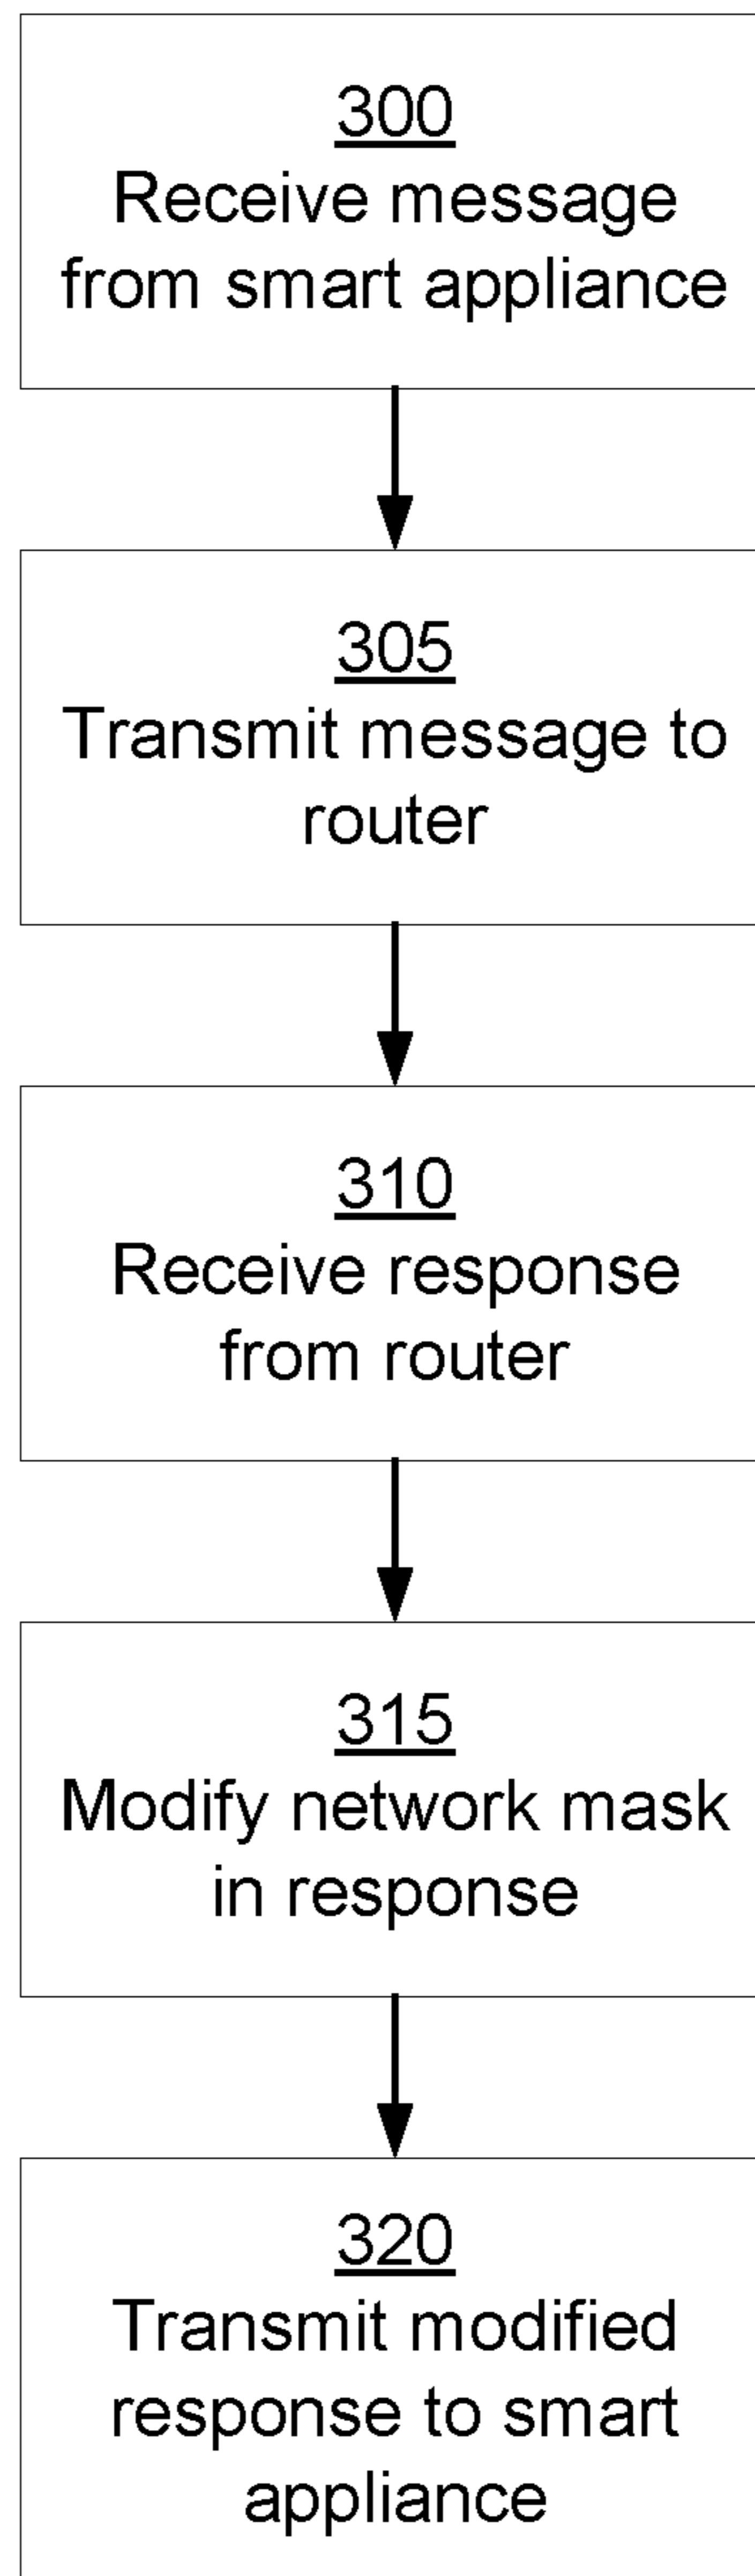 300
Receive message
from smart appliance
305
Transmit message to
router
310
Receive response
from router
315
Modify network mask
in response
320
Transmit modified
response to smart
appliance